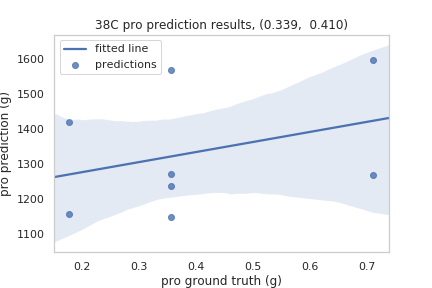 38C pro prediction results, (0.339,  0.410)
fitted line
predictions
pro prediction (g)
1600
1500
1400
1300
1200
1100
0.2 0.3 0.4 0.5 0.6 0.7
pro ground truth (g)